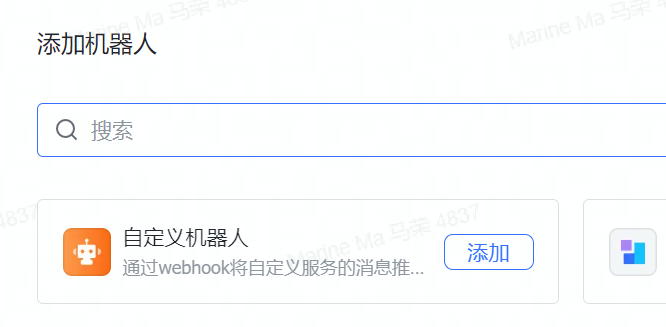 Marine Ma 马荣 4837
Marine Ma 马荣
添加机器人
搜索
4837
自定义机器人
通过webhook将自定义服务的消息推...
添加
Marine Ma 马荣 4837